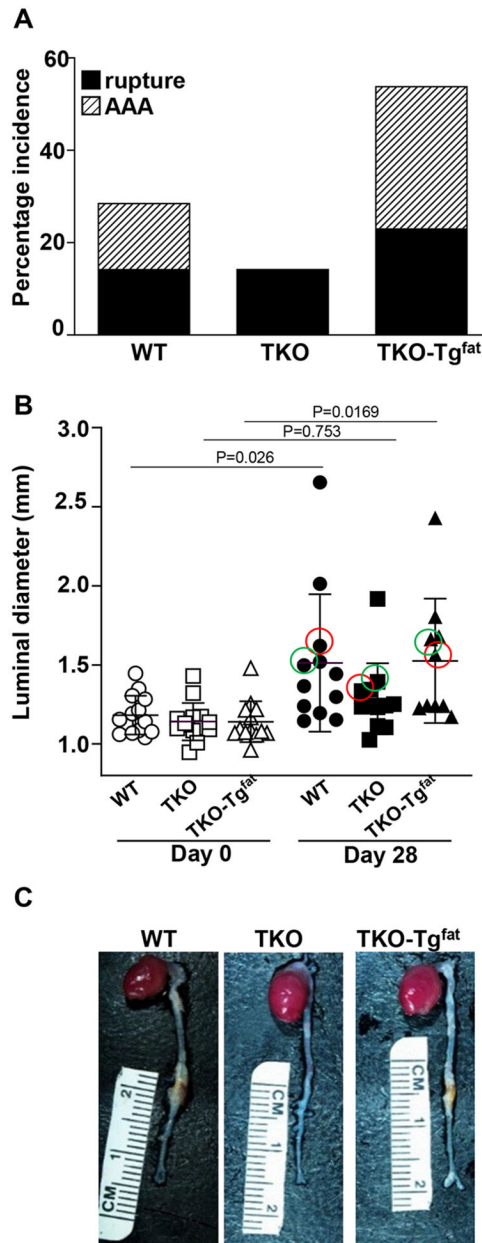 A
60
40
20
0
Percentage incidence
rupture
AAA
WT TKO TKO-Tgfat
B
P=0.0169
P=0.753
P=0.026
3.0
2.5
2.0
1.5
1.0
Luminal diameter (mm)
WT TKO TKO-Tgfat WT TKO TKO-Tgfat
Day 0 Day 28
C
WT TKO TKO-Tgfat
2 1 CM
CM 1 2
CM 1 2